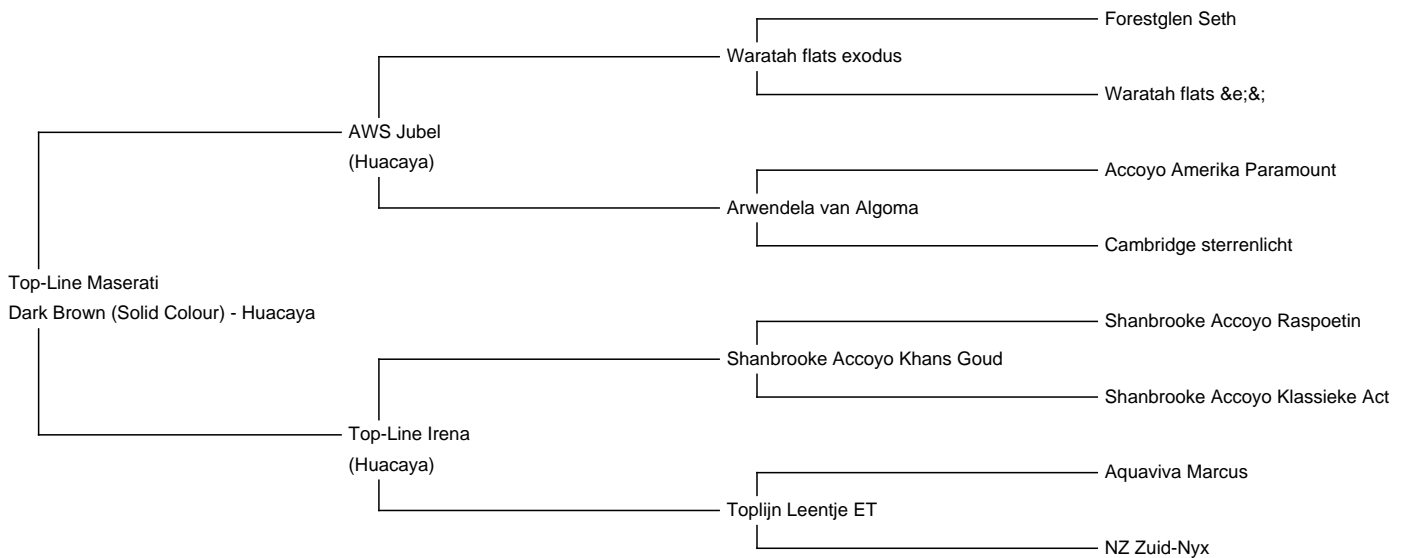 Forestglen Seth
Waratah flats exodus
Waratah flats &e;&;
AWS Jubel
(Huacaya)
Accoyo Amerika Paramount
Arwendela van Algoma
Cambridge sterrenlicht
Top-Line Maserati
Dark Brown (Solid Colour) - Huacaya
Shanbrooke Accoyo Raspoetin
Shanbrooke Accoyo Khans Goud
Shanbrooke Accoyo Klassieke Act
Top-Line Irena
(Huacaya)
Aquaviva Marcus
Toplijn Leentje ET
NZ Zuid-Nyx